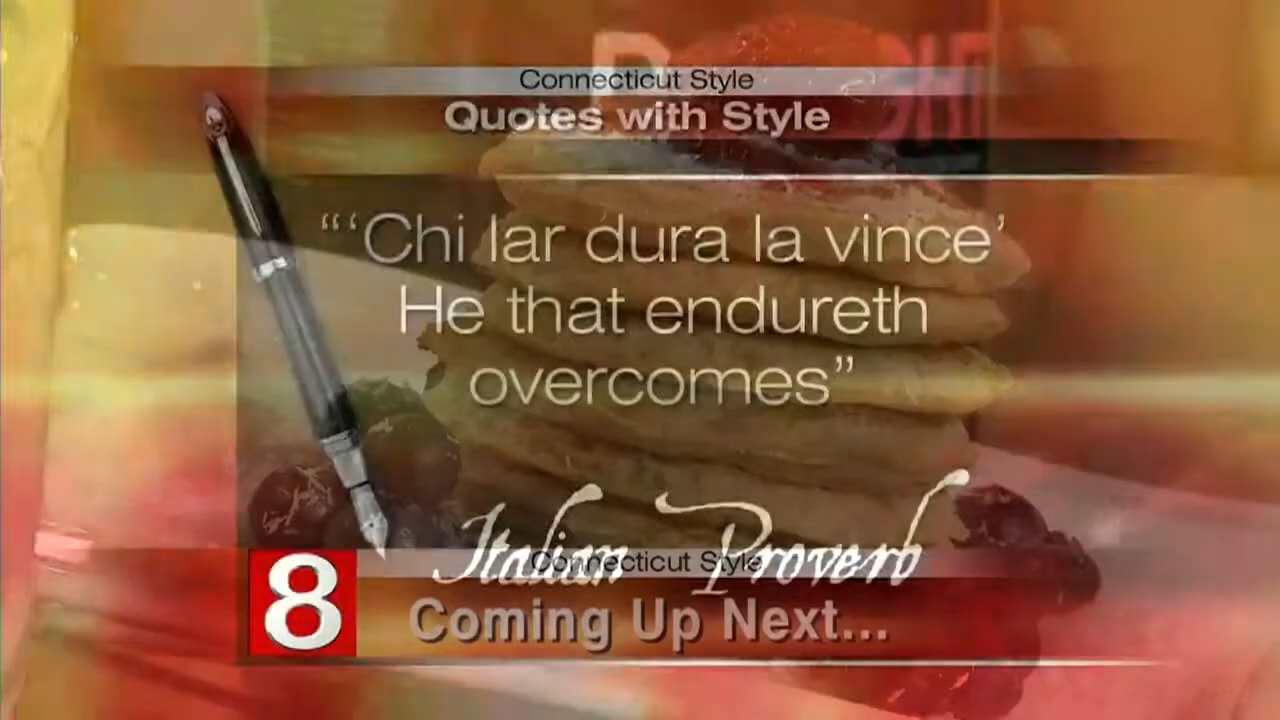 Connecticut Style
Quotes with Style
“‘Chi lar dura la vince’
He that endureth
overcomes”
Italian Proverb
Connecticut Style
8
Coming Up Next...